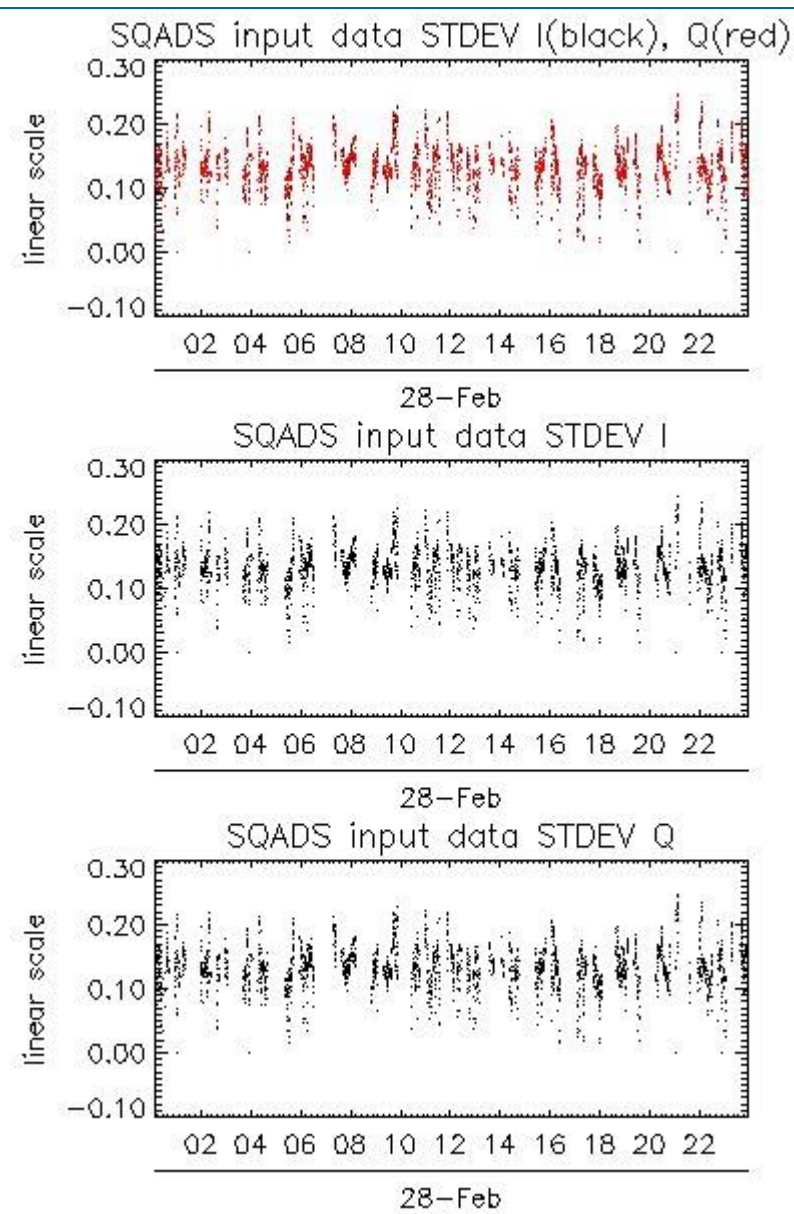 SQADS input data STDEV I(black), Q(red)
0.30
0.20
0.10
0.00
-0.10
linear scale
02 04 06 08 10 12 14 16 18 20 22
28-Feb
SQADS input data STDEV I
0.30
0.20
0.10
0.00
-0.10
linear scale
02 04 06 08 10 12 14 16 18 20 22
28-Feb
SQADS input data STDEV Q
0.30
0.20
0.10
0.00
-0.10
linear scale
02 04 06 08 10 12 14 16 18 20 22
28-Feb